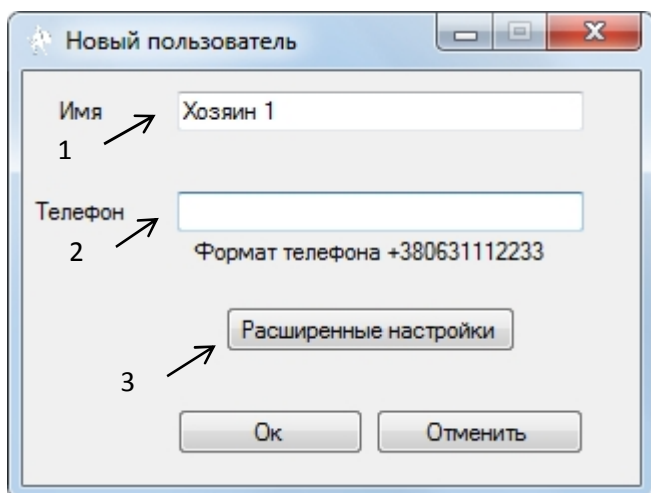 Новый пользователь
Имя
Хозяин 1
1
Телефон
2
Формат телефона +380631112233
Расширенные настройки
3
Ок
Отменить